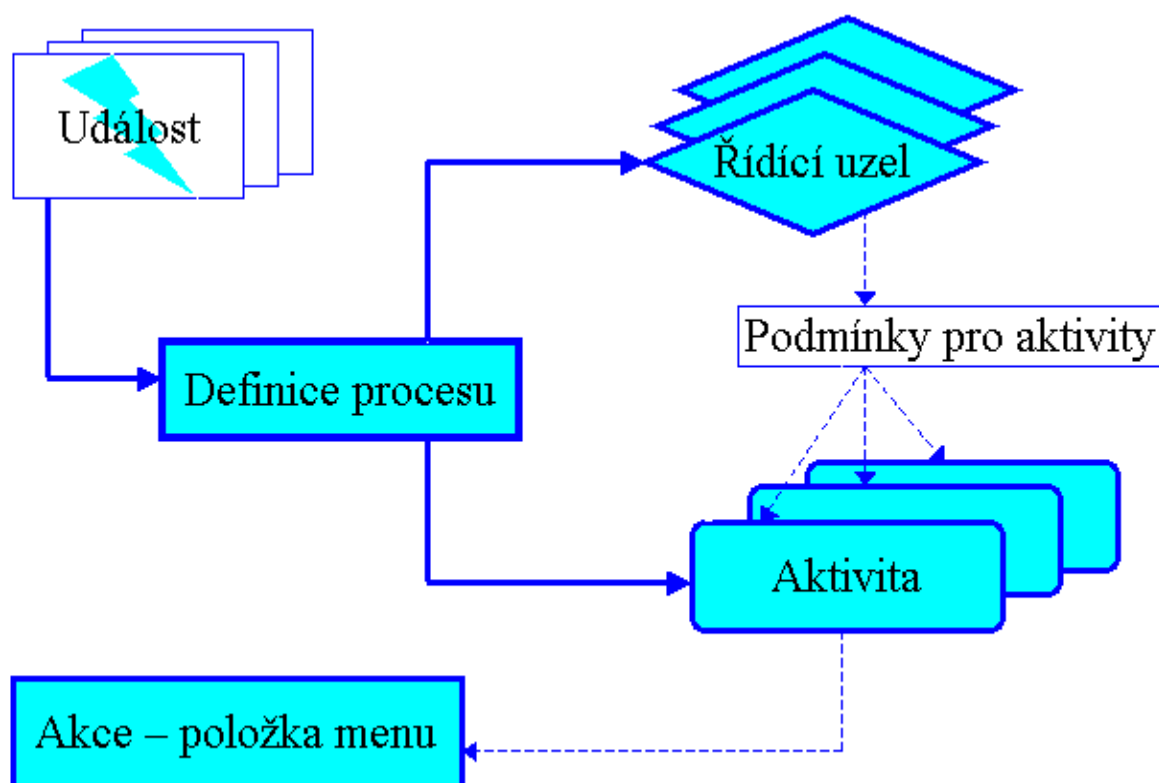 Událost
Řídící uzel
Podmínky pro aktivity
Definice procesu
Aktivita
Akce – položka menu